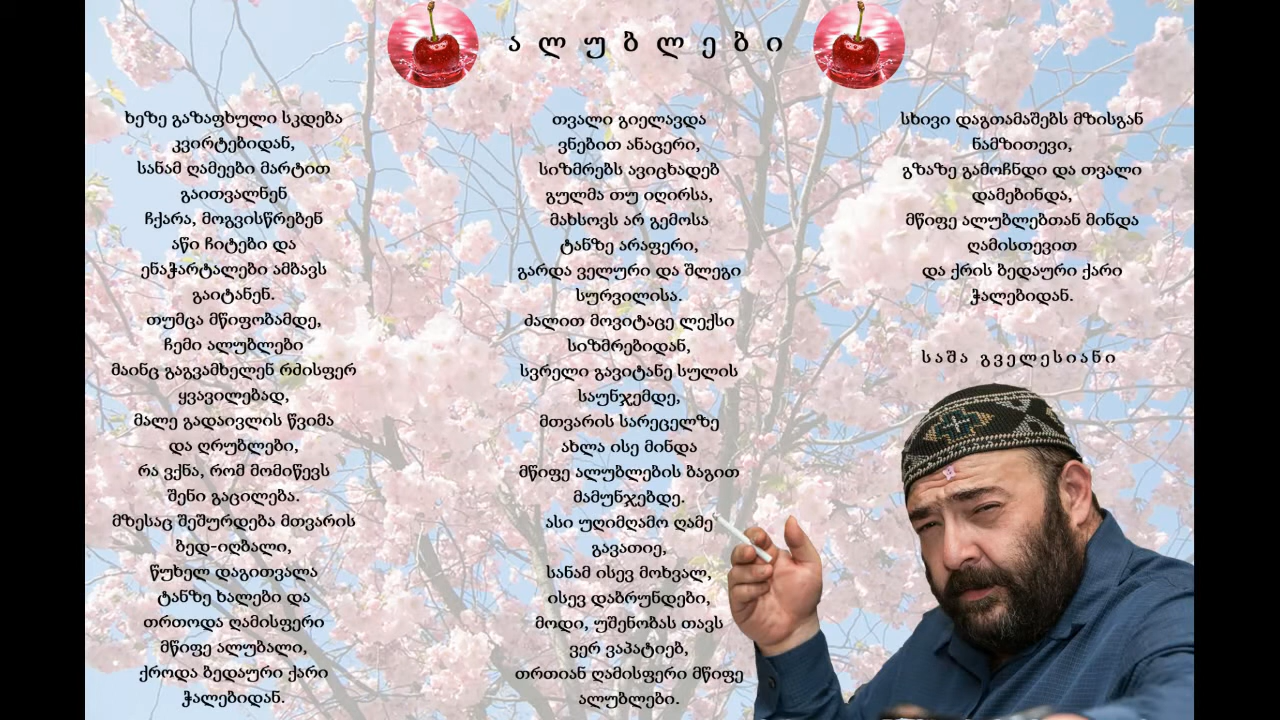 ალუბლები
ხეზე გაზაფხული სკდება
კვირტებიდან,
სანამ ღამეები მარტით
გაითვალნენ
ჩქარა, მოგვისწრებენ
აწი ჩიტები და
ენაჭარტალები ამბავს
გაიტანენ.
თუმცა მწიფობამდე,
ჩემი ალუბლები
მაინც გაგვამხელენ რძისფერ
ყვავილებად,
მალე გადაივლის წვიმა
და ღრუბლები,
რა ვქნა, რომ მომიწევს
შენი გაცილება.
მზესაც შეშურდება მთვარის
ბედ-იღბალი,
წუხელ დაგითვალა
ტანზე ხალები და
თრთოდა ღამისფერი
მწიფე ალუბალი,
ქროდა ბედაური ქარი
ჭალებიდან.
თვალი გიელავდა
ვნებით ანაცერი,
სიზმრებს ავიცხადებ
გულმა თუ იღირსა,
მახსოვს არ გემოსა
ტანზე არაფერი,
გარდა ველური და შლეგი
სურვილისა.
ძალით მოვიტაცე ლექსი
სიზმრებიდან,
სვრელი გავიტანე სულის
საუნჯემდე,
მთვარის სარეცელზე
ახლა ისე მინდა
მწიფე ალუბლების ბაგით
მამუნჯებდე.
ასი უღიმღამო ღამე
გავათიე,
სანამ ისევ მოხვალ,
ისევ დაბრუნდები,
მოდი, უშენობას თავს
ვერ ვაპატიებ,
თრთიან ღამისფერი მწიფე
ალუბლები.
სხივი დაგთამაშებს მზისგან
ნამზითევი,
გზაზე გამოჩნდი და თვალი
დამებინდა,
მწიფე ალუბლებთან მინდა
ღამისთევით
და ქრის ბედაური ქარი
ჭალებიდან.
საშა გველესიანი